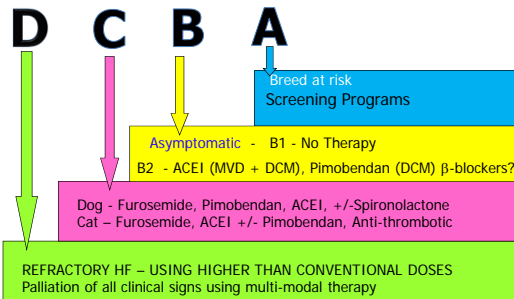 D C B A
Breed at risk
Screening Programs
Asymptomatic - B1 - No Therapy
B2 - ACEI (MVD + DCM), Pimobendan (DCM) β-blockers?
Dog - Furosemide, Pimobendan, ACEI, +/-Spironolactone
Cat – Furosemide, ACEI +/- Pimobendan, Anti-thrombotic
REFRACTORY HF – USING HIGHER THAN CONVENTIONAL DOSES
Palliation of all clinical signs using multi-modal therapy